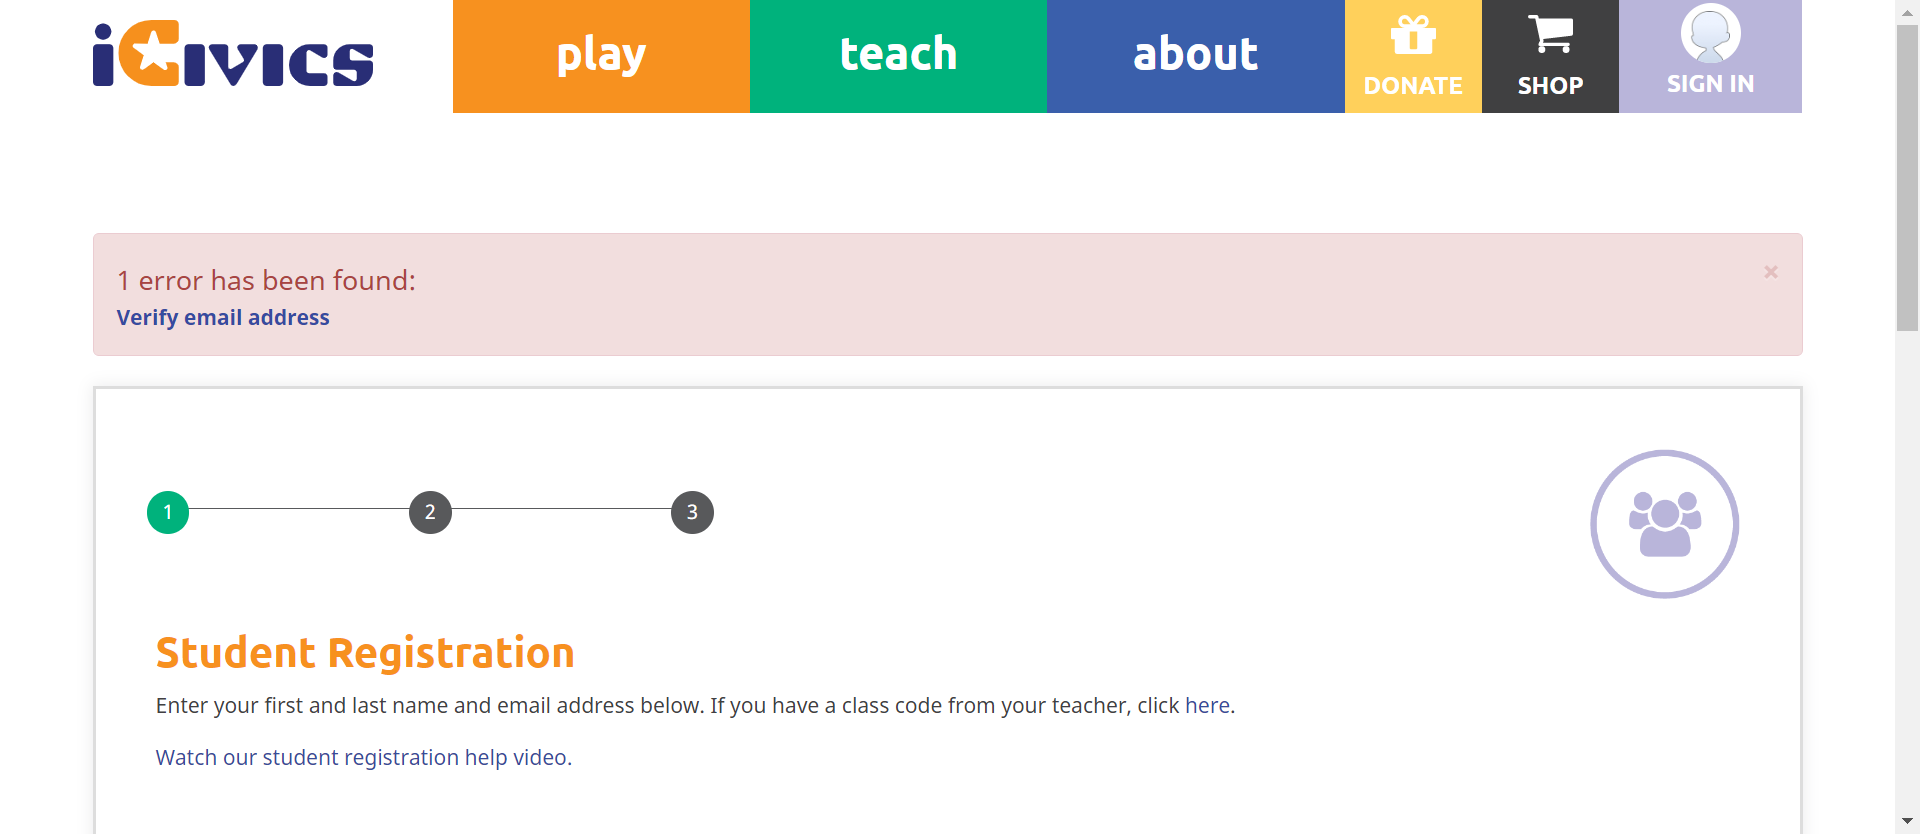 iCivics
play
teach
about
DONATE
SHOP
SIGN IN
1 error has been found:
×
Verify email address
1
2
3
Student Registration
Enter your first and last name and email address below. If you have a class code from your teacher, click here.
Watch our student registration help video.